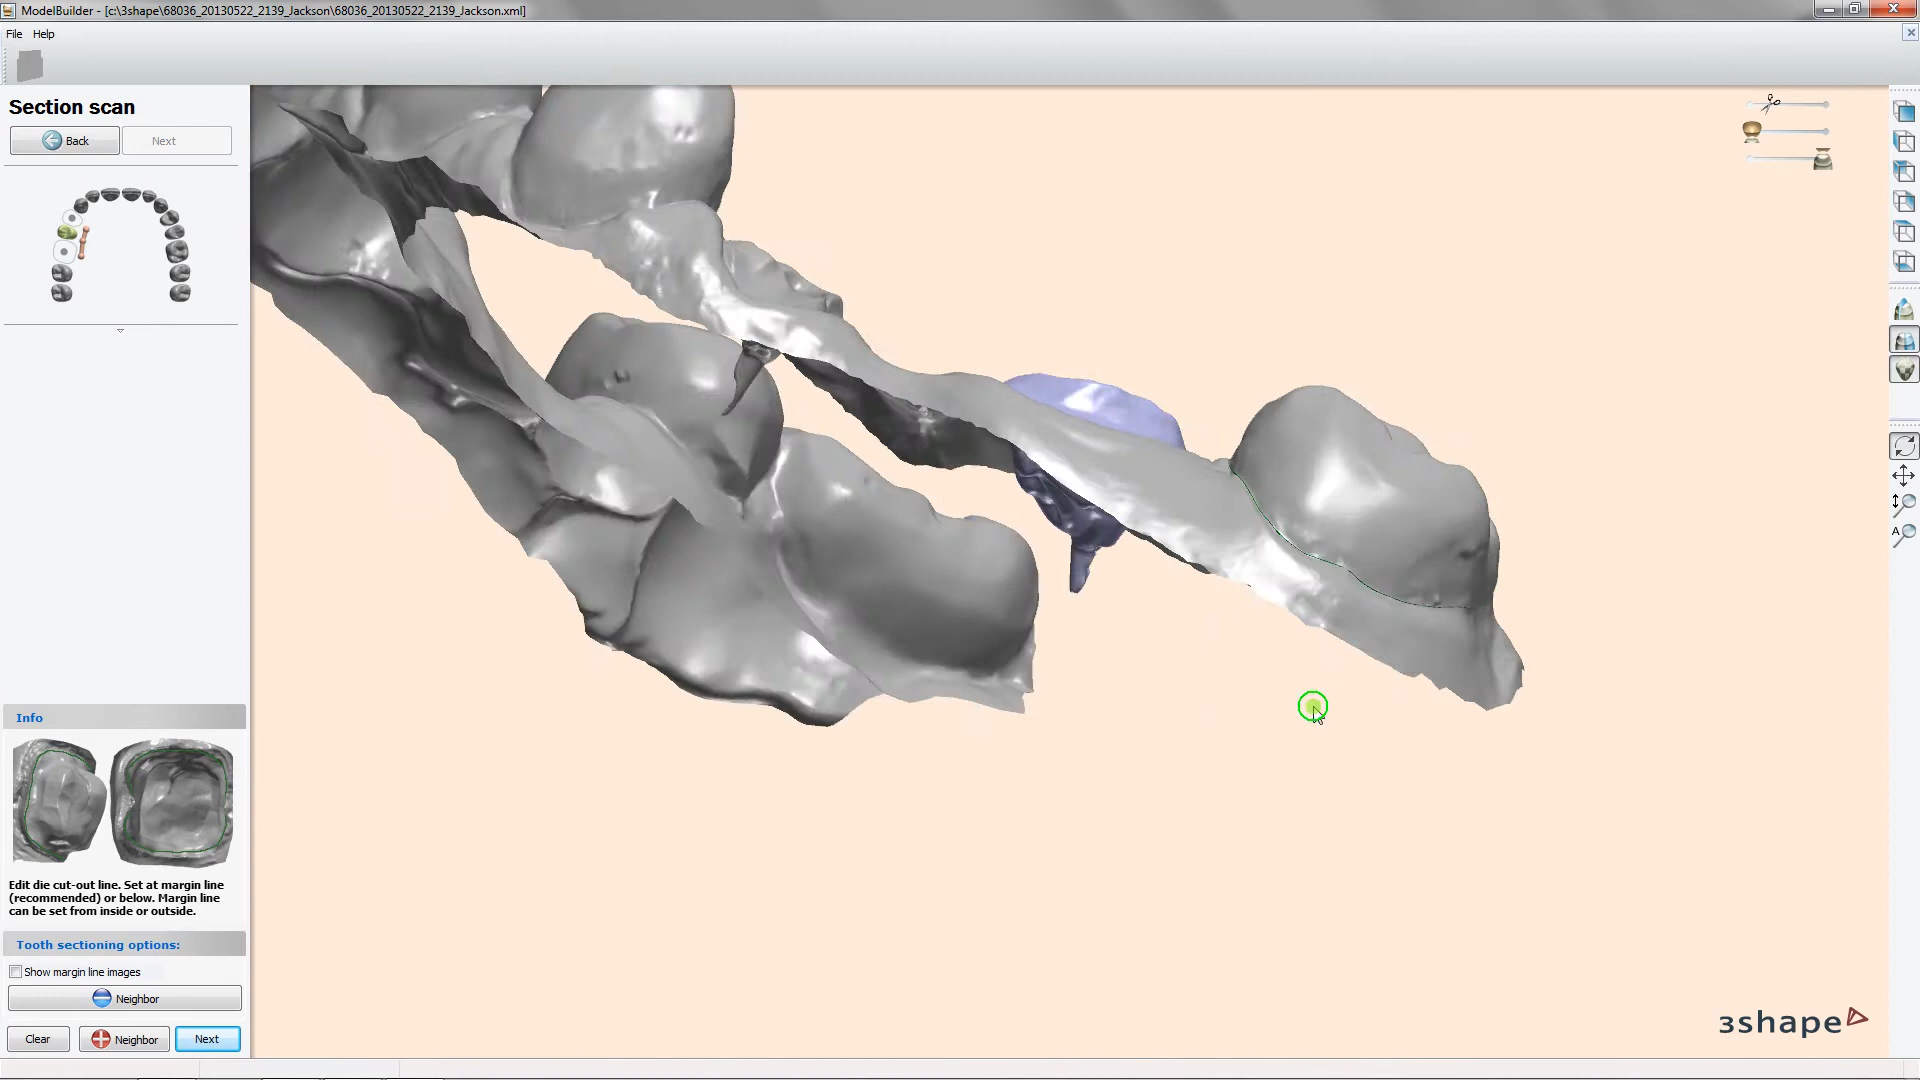 ModelBuilder - [c:\3shape\68036_20130522_2139_Jackson\68036_20130522_2139_Jackson.xml]
File Help
Section scan
Back Next
Info
Edit die cut-out line. Set at margin line
(recommended) or below. Margin line
can be set from inside or outside.
Tooth sectioning options:
Show margin line images
Neighbor
Clear Neighbor Next
A
3shape